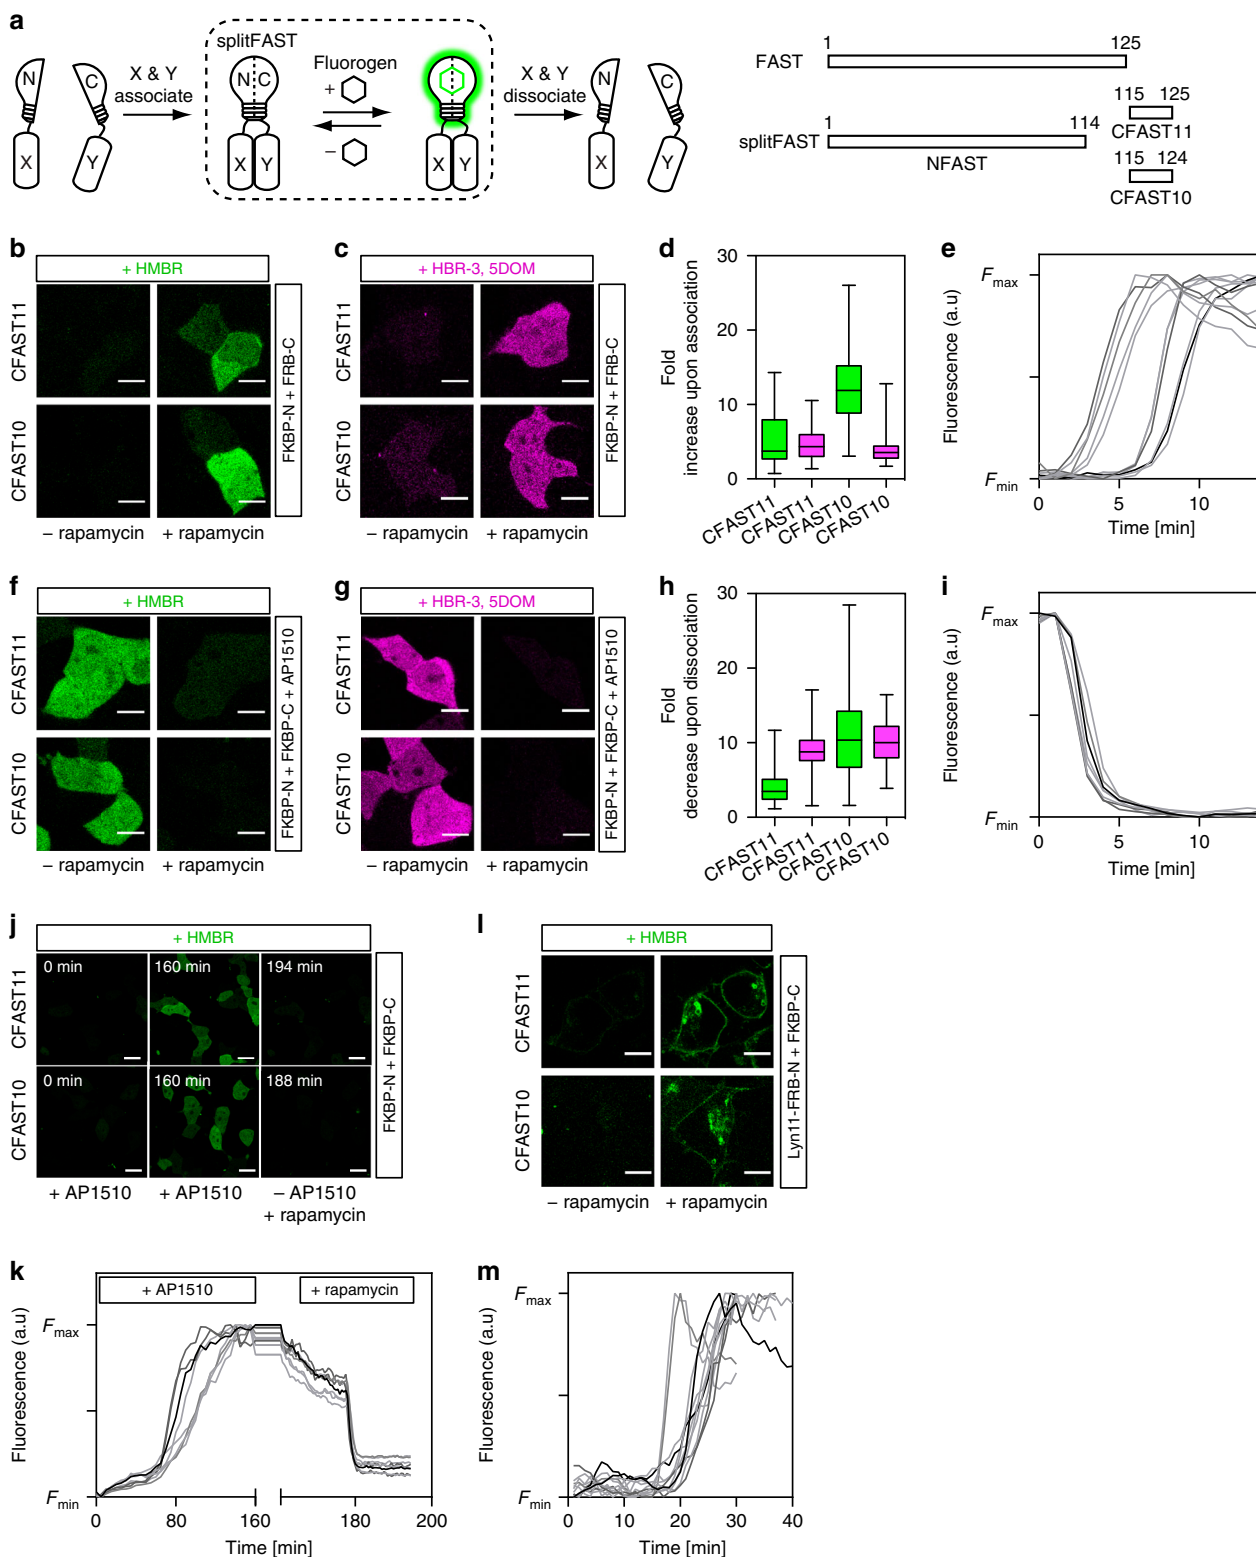 a
splitFAST
N
C
X & Y
associate
N C
Fluorogen
+
−
X & Y
dissociate
N
C
X
Y
X Y
X Y
X
Y
1
125
FAST
115 125
CFAST11
1
114
splitFAST
NFAST
115 124
CFAST10
b
+ HMBR
CFAST11
CFAST10
− rapamycin
+ rapamycin
FKBP-N + FRB-C
c
+ HBR-3, 5DOM
CFAST11
CFAST10
− rapamycin
+ rapamycin
FKBP-N + FRB-C
d
Fold
increase upon association
30
20
10
0
CFAST11
CFAST11
CFAST10
CFAST10
e
Fluorescence (a.u)
Fmax
Fmin
0 5 10
Time [min]
f
+ HMBR
CFAST11
CFAST10
− rapamycin
+ rapamycin
FKBP-N + FKBP-C + AP1510
g
+ HBR-3, 5DOM
CFAST11
CFAST10
− rapamycin
+ rapamycin
FKBP-N + FKBP-C + AP1510
h
Fold
decrease upon dissociation
30
20
10
0
CFAST11
CFAST11
CFAST10
CFAST10
i
Fluorescence (a.u)
Fmax
Fmin
0 5 10
Time [min]
j
+ HMBR
CFAST11
0 min
160 min
194 min
CFAST10
0 min
160 min
188 min
+ AP1510
+ AP1510
− AP1510
+ rapamycin
FKBP-N + FKBP-C
l
+ HMBR
CFAST11
CFAST10
− rapamycin
+ rapamycin
Lyn11-FRB-N + FKBP-C
k
+ AP1510
+ rapamycin
Fluorescence (a.u)
Fmax
Fmin
0 80 160 180 200
Time [min]
m
Fluorescence (a.u)
Fmax
Fmin
0 10 20 30 40
Time [min]